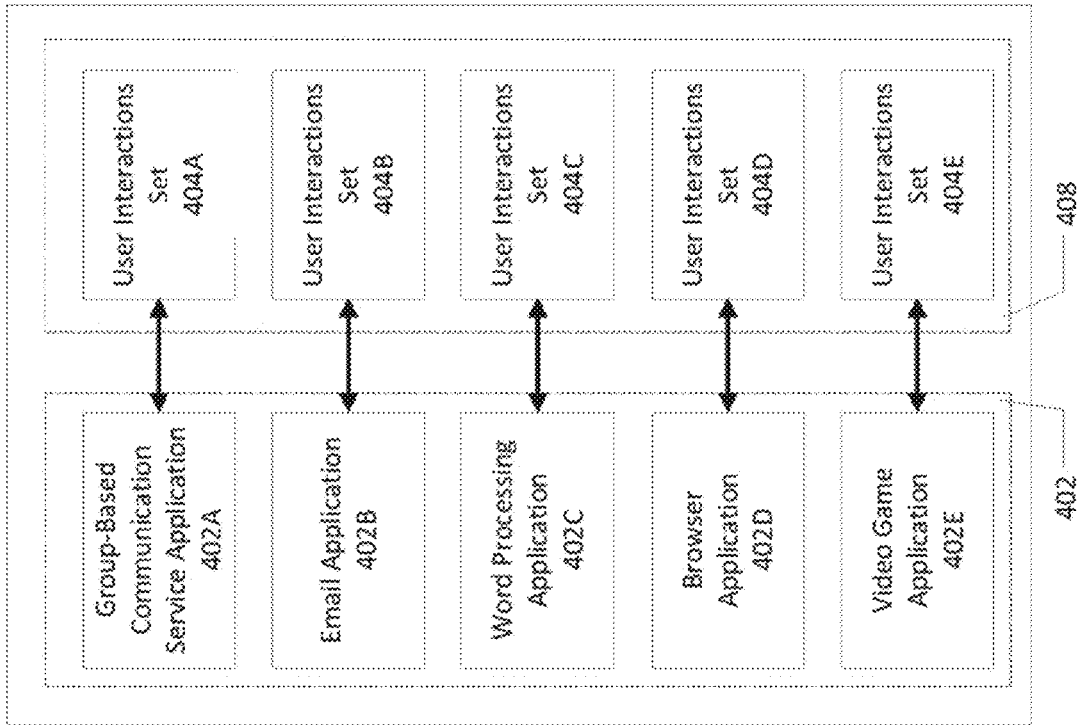 Group-Based
Communication
Service Application
402A
User Interactions
Set
404A
Email Application
402B
User Interactions
Set
404B
Word Processing
Application
402C
User Interactions
Set
404C
Browser
Application
402D
User Interactions
Set
404D
Video Game
Application
402E
User Interactions
Set
404E
402
408